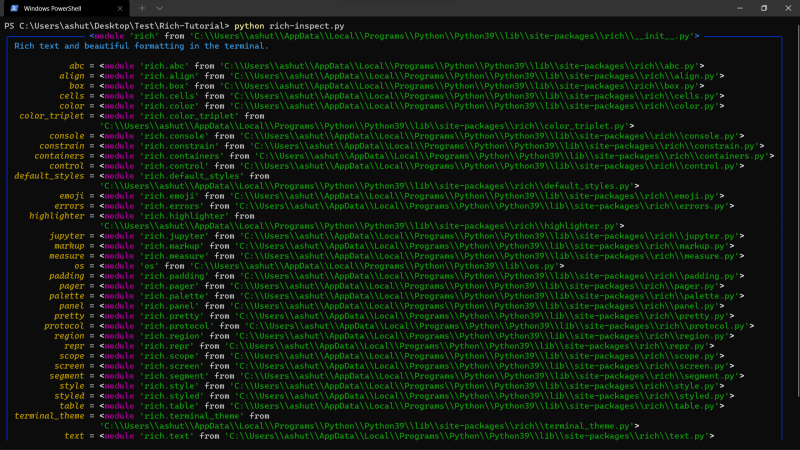 Windows PowerShell
PS C:\Users\ashut\Desktop\Test\Rich-Tutorial> python rich-inspect.py
<module 'rich' from 'C:\\Users\\ashut\\AppData\\Local\\Programs\\Python\\Python39\\lib\\site-packages\\rich\\__init__.py'>
Rich text and beautiful formatting in the terminal.
abc = <module 'rich.abc' from 'C:\\Users\\ashut\\AppData\\Local\\Programs\\Python\\Python39\\lib\\site-packages\\rich\\abc.py'>
align = <module 'rich.align' from 'C:\\Users\\ashut\\AppData\\Local\\Programs\\Python\\Python39\\lib\\site-packages\\rich\\align.py'>
box = <module 'rich.box' from 'C:\\Users\\ashut\\AppData\\Local\\Programs\\Python\\Python39\\lib\\site-packages\\rich\\box.py'>
cells = <module 'rich.cells' from 'C:\\Users\\ashut\\AppData\\Local\\Programs\\Python\\Python39\\lib\\site-packages\\rich\\cells.py'>
color = <module 'rich.color' from 'C:\\Users\\ashut\\AppData\\Local\\Programs\\Python\\Python39\\lib\\site-packages\\rich\\color.py'>
color_triplet = <module 'rich.color_triplet' from
'C:\\Users\\ashut\\AppData\\Local\\Programs\\Python\\Python39\\lib\\site-packages\\rich\\color_triplet.py'>
console = <module 'rich.console' from 'C:\\Users\\ashut\\AppData\\Local\\Programs\\Python\\Python39\\lib\\site-packages\\rich\\console.py'>
constrain = <module 'rich.constrain' from 'C:\\Users\\ashut\\AppData\\Local\\Programs\\Python\\Python39\\lib\\site-packages\\rich\\constrain.py'>
containers = <module 'rich.containers' from 'C:\\Users\\ashut\\AppData\\Local\\Programs\\Python\\Python39\\lib\\site-packages\\rich\\containers.py'>
control = <module 'rich.control' from 'C:\\Users\\ashut\\AppData\\Local\\Programs\\Python\\Python39\\lib\\site-packages\\rich\\control.py'>
default_styles = <module 'rich.default_styles' from
'C:\\Users\\ashut\\AppData\\Local\\Programs\\Python\\Python39\\lib\\site-packages\\rich\\default_styles.py'>
emoji = <module 'rich.emoji' from 'C:\\Users\\ashut\\AppData\\Local\\Programs\\Python\\Python39\\lib\\site-packages\\rich\\emoji.py'>
errors = <module 'rich.errors' from 'C:\\Users\\ashut\\AppData\\Local\\Programs\\Python\\Python39\\lib\\site-packages\\rich\\errors.py'>
highlighter = <module 'rich.highlighter' from
'C:\\Users\\ashut\\AppData\\Local\\Programs\\Python\\Python39\\lib\\site-packages\\rich\\highlighter.py'>
jupyter = <module 'rich.jupyter' from 'C:\\Users\\ashut\\AppData\\Local\\Programs\\Python\\Python39\\lib\\site-packages\\rich\\jupyter.py'>
markup = <module 'rich.markup' from 'C:\\Users\\ashut\\AppData\\Local\\Programs\\Python\\Python39\\lib\\site-packages\\rich\\markup.py'>
measure = <module 'rich.measure' from 'C:\\Users\\ashut\\AppData\\Local\\Programs\\Python\\Python39\\lib\\site-packages\\rich\\measure.py'>
os = <module 'os' from 'C:\\Users\\ashut\\AppData\\Local\\Programs\\Python\\Python39\\lib\\os.py'>
padding = <module 'rich.padding' from 'C:\\Users\\ashut\\AppData\\Local\\Programs\\Python\\Python39\\lib\\site-packages\\rich\\padding.py'>
pager = <module 'rich.pager' from 'C:\\Users\\ashut\\AppData\\Local\\Programs\\Python\\Python39\\lib\\site-packages\\rich\\pager.py'>
palette = <module 'rich.palette' from 'C:\\Users\\ashut\\AppData\\Local\\Programs\\Python\\Python39\\lib\\site-packages\\rich\\palette.py'>
panel = <module 'rich.panel' from 'C:\\Users\\ashut\\AppData\\Local\\Programs\\Python\\Python39\\lib\\site-packages\\rich\\panel.py'>
pretty = <module 'rich.pretty' from 'C:\\Users\\ashut\\AppData\\Local\\Programs\\Python\\Python39\\lib\\site-packages\\rich\\pretty.py'>
protocol = <module 'rich.protocol' from 'C:\\Users\\ashut\\AppData\\Local\\Programs\\Python\\Python39\\lib\\site-packages\\rich\\protocol.py'>
region = <module 'rich.region' from 'C:\\Users\\ashut\\AppData\\Local\\Programs\\Python\\Python39\\lib\\site-packages\\rich\\region.py'>
repr = <module 'rich.repr' from 'C:\\Users\\ashut\\AppData\\Local\\Programs\\Python\\Python39\\lib\\site-packages\\rich\\repr.py'>
scope = <module 'rich.scope' from 'C:\\Users\\ashut\\AppData\\Local\\Programs\\Python\\Python39\\lib\\site-packages\\rich\\scope.py'>
screen = <module 'rich.screen' from 'C:\\Users\\ashut\\AppData\\Local\\Programs\\Python\\Python39\\lib\\site-packages\\rich\\screen.py'>
segment = <module 'rich.segment' from 'C:\\Users\\ashut\\AppData\\Local\\Programs\\Python\\Python39\\lib\\site-packages\\rich\\segment.py'>
style = <module 'rich.style' from 'C:\\Users\\ashut\\AppData\\Local\\Programs\\Python\\Python39\\lib\\site-packages\\rich\\style.py'>
styled = <module 'rich.styled' from 'C:\\Users\\ashut\\AppData\\Local\\Programs\\Python\\Python39\\lib\\site-packages\\rich\\styled.py'>
table = <module 'rich.table' from 'C:\\Users\\ashut\\AppData\\Local\\Programs\\Python\\Python39\\lib\\site-packages\\rich\\table.py'>
terminal_theme = <module 'rich.terminal_theme' from
'C:\\Users\\ashut\\AppData\\Local\\Programs\\Python\\Python39\\lib\\site-packages\\rich\\terminal_theme.py'>
text = <module 'rich.text' from 'C:\\Users\\ashut\\AppData\\Local\\Programs\\Python\\Python39\\lib\\site-packages\\rich\\text.py'>